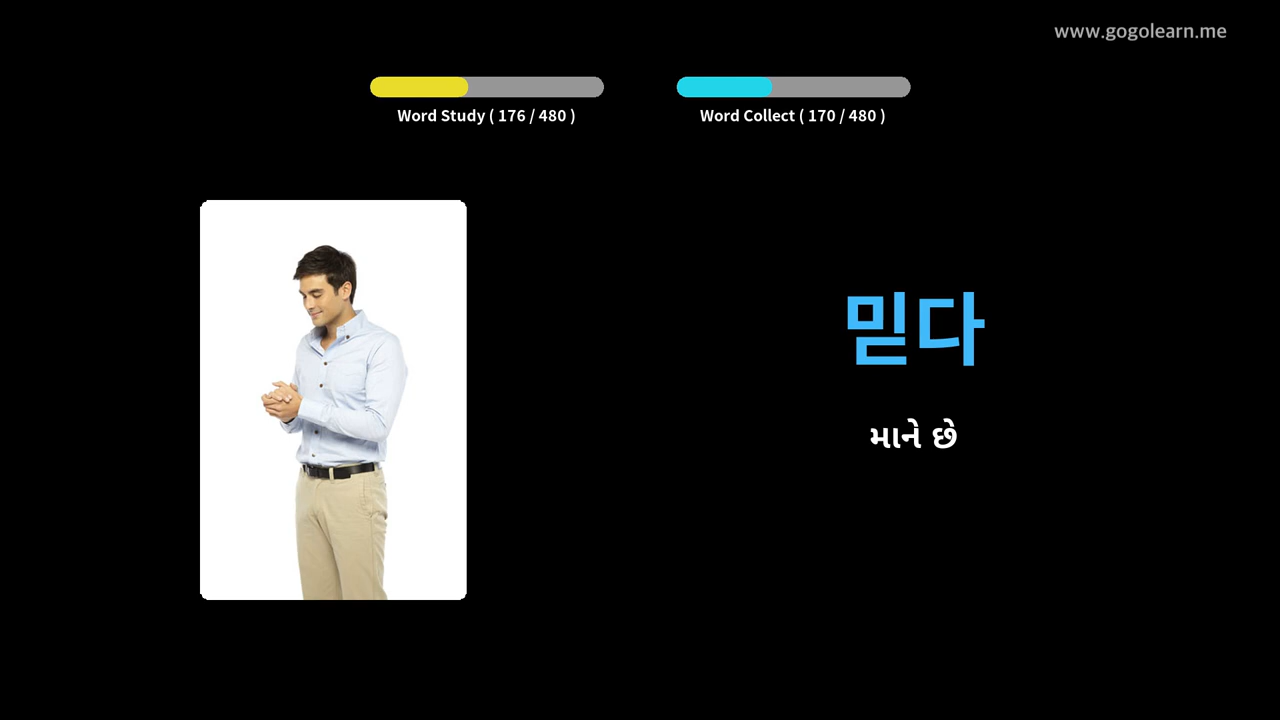 www.gogolearn.me
Word Study ( 176 / 480 )
Word Collect ( 170 / 480 )
믿다
માને છે